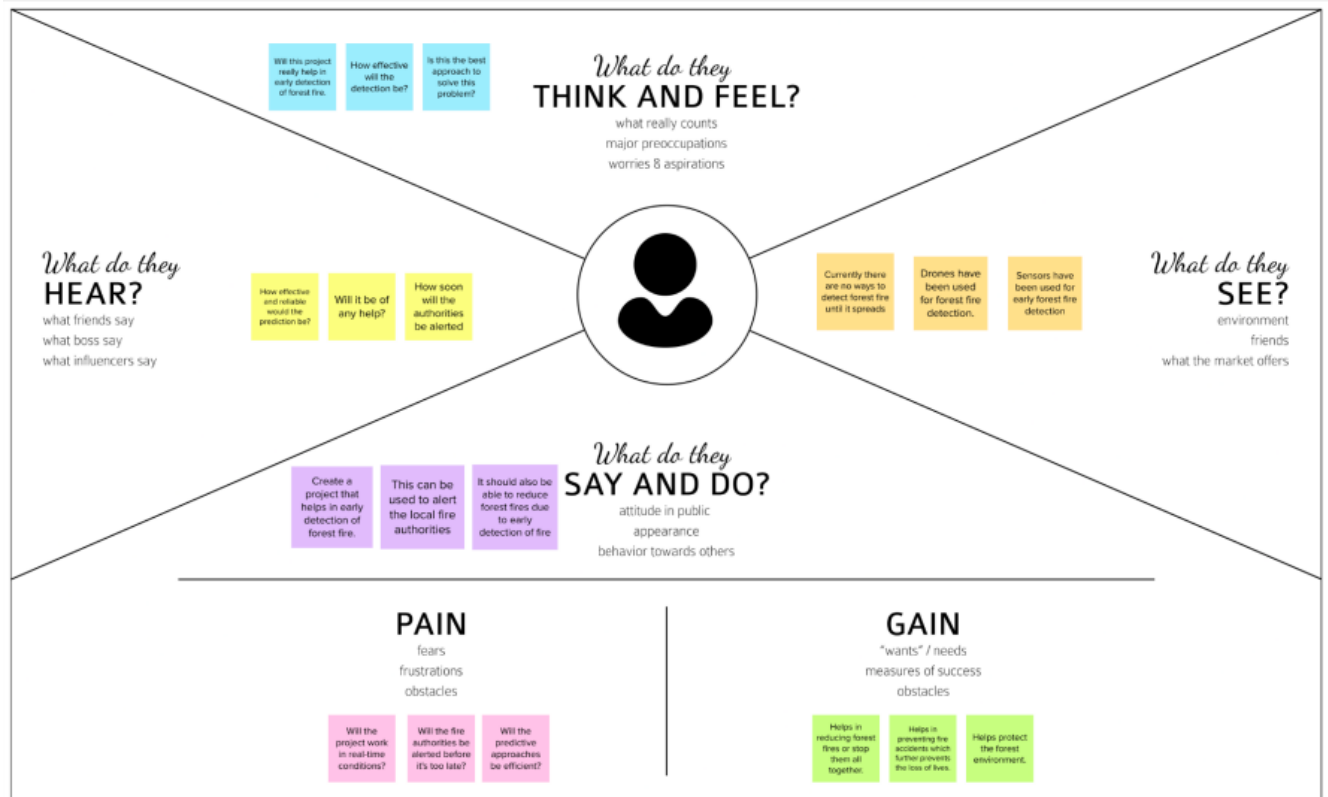 Will this project
really help in
early detection
of forest fire.
How effective
will the
detection be?
Is this the best
approach to
solve this
problem?
What do they
THINK AND FEEL?
what really counts
major preoccupations
worries 8 aspirations
What do they
HEAR?
what friends say
what boss say
what influencers say
How effective
and reliable
would the
prediction be?
Will it be of
any help?
How soon
will the
authorities
be alerted
Currently there
are no ways to
detect forest fire
until it spreads
Drones have
been used
for forest fire
detection.
Sensors have
been used for
early forest fire
detection
What do they
SEE?
environment
friends
what the market offers
Create a
project that
helps in early
detection of
forest fire.
This can be
used to alert
the local fire
authorities
It should also be
able to reduce
forest fires due
to early
detection of fire
What do they
SAY AND DO?
attitude in public
appearance
behavior towards others
PAIN
fears
frustrations
obstacles
Will the
project work
in real-time
conditions?
Will the fire
authorities be
alerted before
it's too late?
Will the
predictive
approaches
be efficient?
GAIN
"wants" / needs
measures of success
obstacles
Helps in
reducing forest
fires or stop
them all
together.
Helps in
preventing fire
accidents which
further prevents
the loss of lives.
Helps protect
the forest
environment.